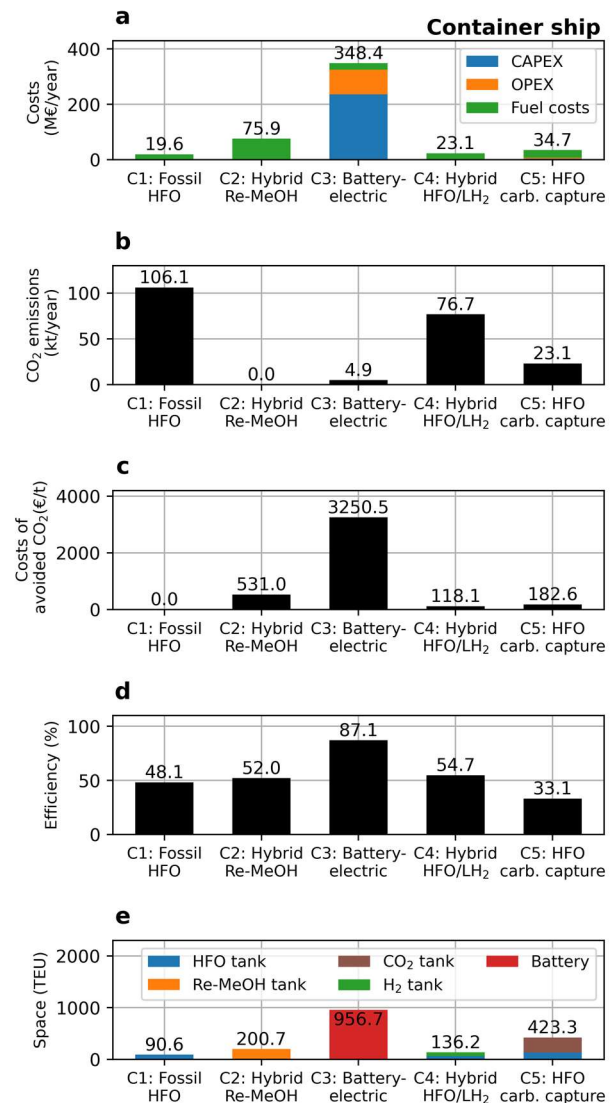 a
Container ship
Costs
(M€/year)
400
200
0
19.6
75.9
348.4
23.1
34.7
CAPEX
OPEX
Fuel costs
C1: Fossil
HFO
C2: Hybrid
Re-MeOH
C3: Battery-
electric
C4: Hybrid
HFO/LH₂
C5: HFO
carb. capture
b
CO₂ emissions
(kt/year)
100
50
0
106.1
0.0
4.9
76.7
23.1
C1: Fossil
HFO
C2: Hybrid
Re-MeOH
C3: Battery-
electric
C4: Hybrid
HFO/LH₂
C5: HFO
carb. capture
c
Costs of
avoided CO₂(€/t)
4000
2000
0
0.0
531.0
3250.5
118.1
182.6
C1: Fossil
HFO
C2: Hybrid
Re-MeOH
C3: Battery-
electric
C4: Hybrid
HFO/LH₂
C5: HFO
carb. capture
d
Efficiency (%)
100
50
0
48.1
52.0
87.1
54.7
33.1
C1: Fossil
HFO
C2: Hybrid
Re-MeOH
C3: Battery-
electric
C4: Hybrid
HFO/LH₂
C5: HFO
carb. capture
e
Space (TEU)
2000
1000
0
HFO tank
Re-MeOH tank
CO₂ tank
H₂ tank
Battery
90.6
200.7
956.7
136.2
423.3
C1: Fossil
HFO
C2: Hybrid
Re-MeOH
C3: Battery-
electric
C4: Hybrid
HFO/LH₂
C5: HFO
carb. capture